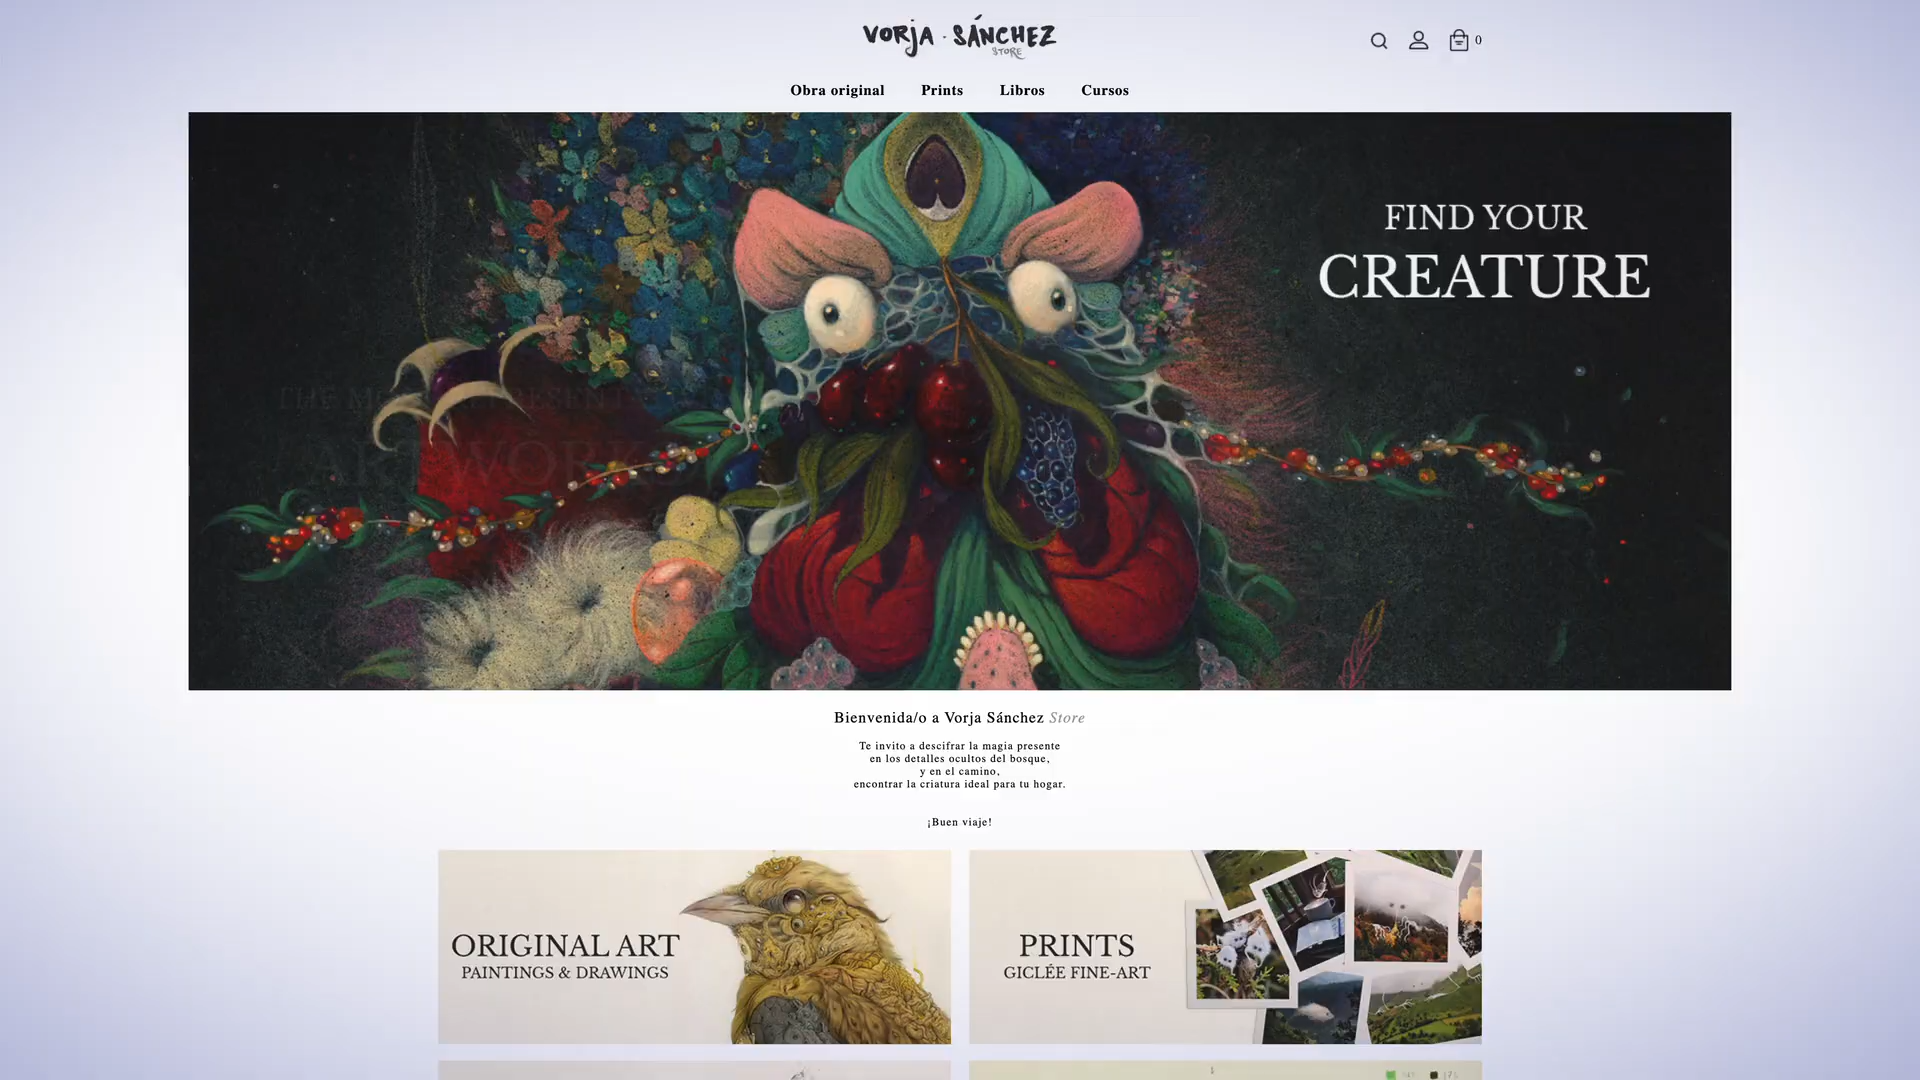 VORJA · SÁNCHEZ
STORE
0
Obra original Prints Libros Cursos
FIND YOUR
CREATURE
ARTWORKS
Bienvenida/o a Vorja Sánchez Store
Te invito a descifrar la magia presente
en los detalles ocultos del bosque,
y en el camino,
encontrar la criatura ideal para tu hogar.
¡Buen viaje!
ORIGINAL ART
PAINTINGS & DRAWINGS
PRINTS
GICLÉE FINE-ART